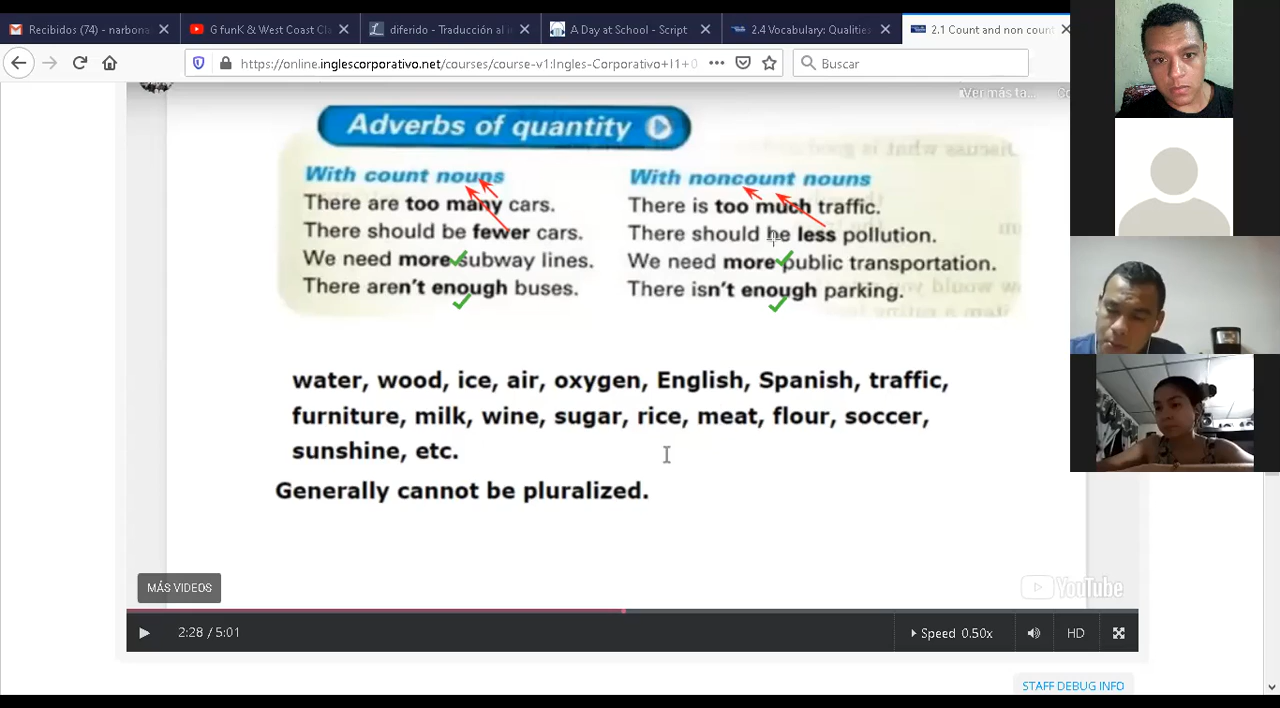 Recibidos (74) - narbona
G funK & West Coast Cla
diferido - Traducción al i
A Day at School - Script
2.4 Vocabulary: Qualities
2.1 Count and non count
https://online.inglescorporativo.net/courses/course-v1:Ingles-Corporativo+I1+0
Buscar
Ver más ta...
Adverbs of quantity
With count nouns
There are too many cars.
There should be fewer cars.
We need more subway lines.
There aren't enough buses.
With noncount nouns
There is too much traffic.
There should be less pollution.
We need more public transportation.
There isn't enough parking.
water, wood, ice, air, oxygen, English, Spanish, traffic,
furniture, milk, wine, sugar, rice, meat, flour, soccer,
sunshine, etc.
Generally cannot be pluralized.
MÁS VIDEOS
YouTube
2:28 / 5:01
Speed 0.50x
HD
STAFF DEBUG INFO